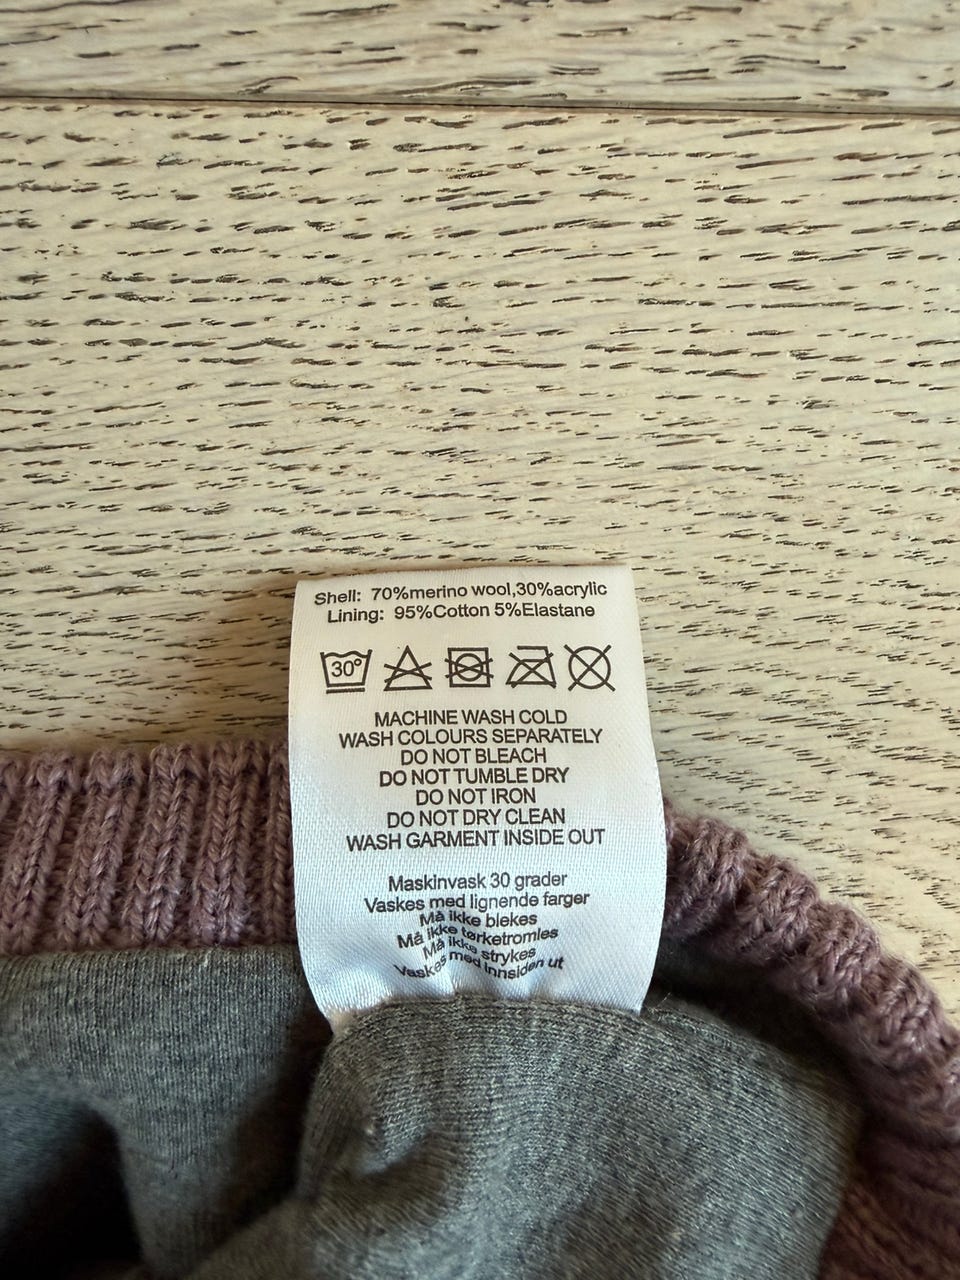 Shell: 70%merino wool,30%acrylic
Lining: 95%Cotton 5%Elastane
30°
MACHINE WASH COLD
WASH COLOURS SEPARATELY
DO NOT BLEACH
DO NOT TUMBLE DRY
DO NOT IRON
DO NOT DRY CLEAN
WASH GARMENT INSIDE OUT
Maskinvask 30 grader
Vaskes med lignende farger
Må ikke blekes
Må ikke tørketromles
Må ikke strykes
Vaskes med innsiden ut